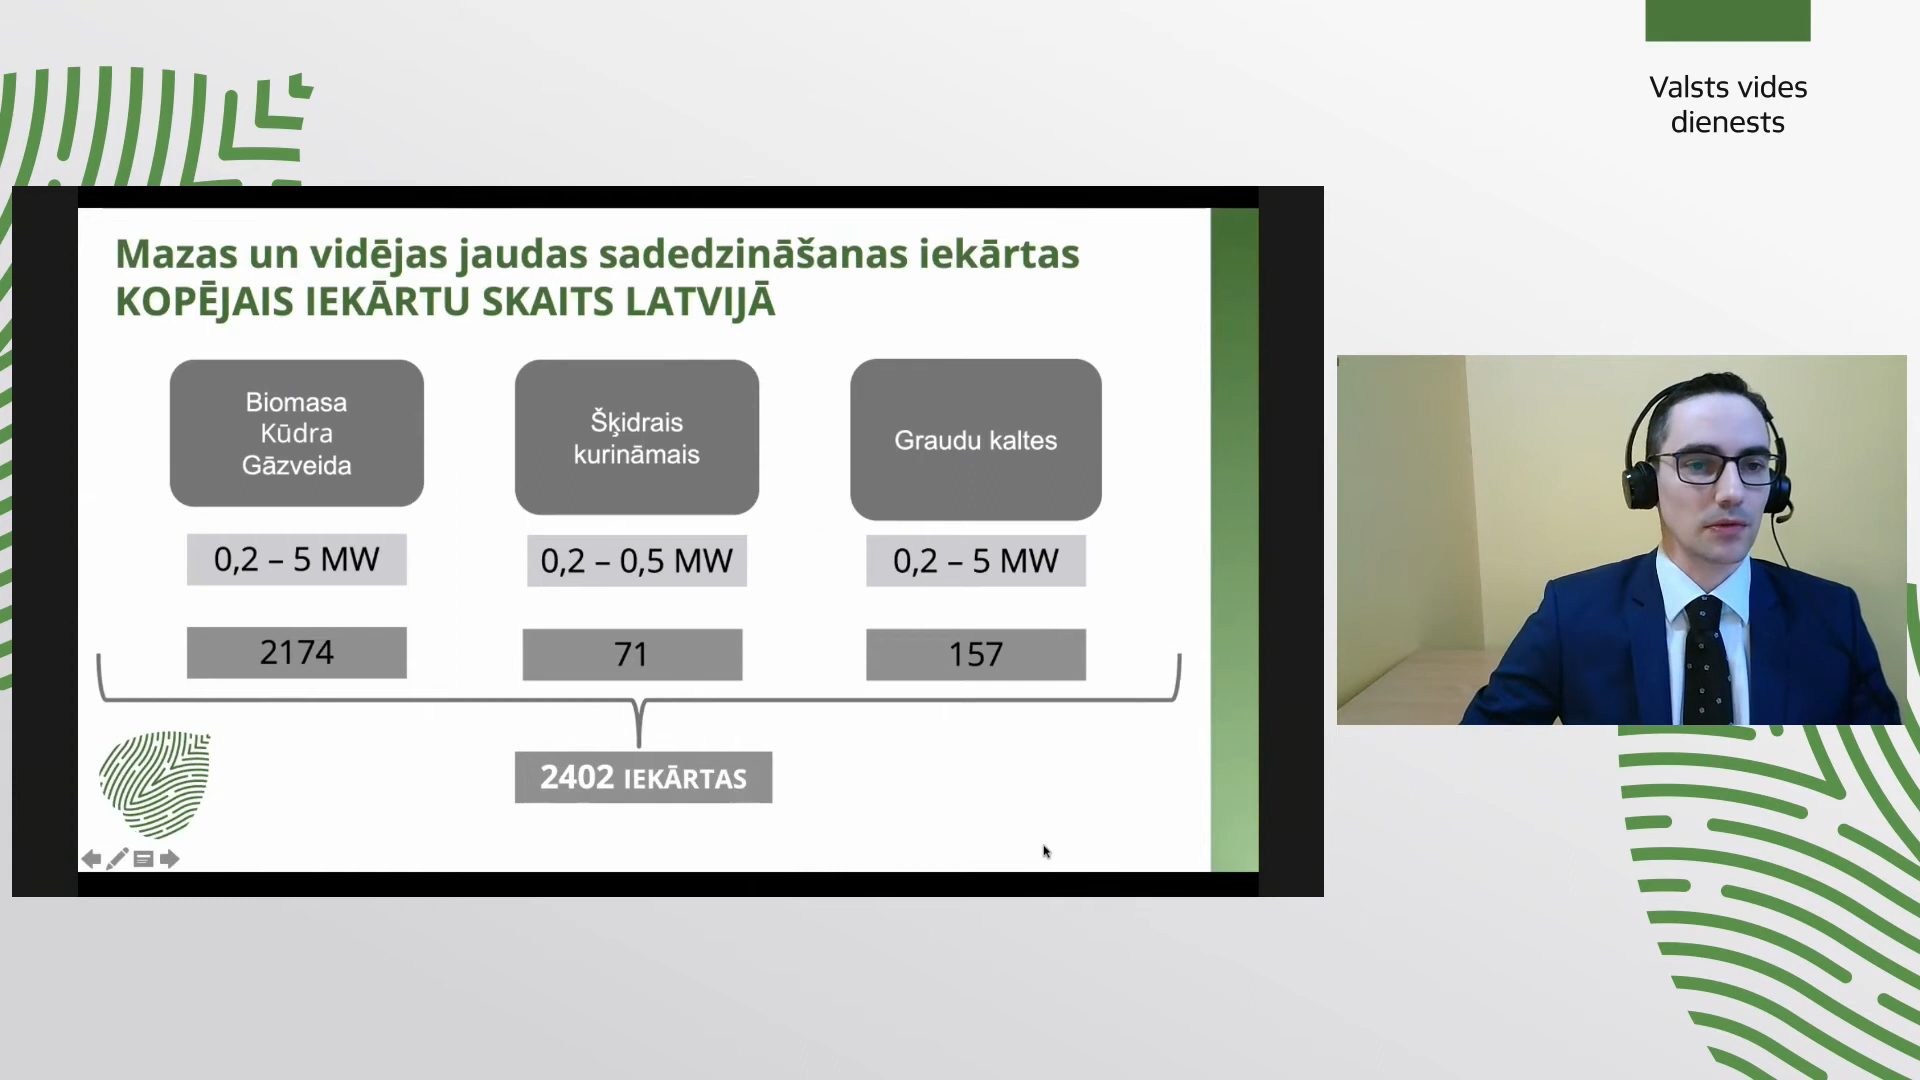 Valsts vides
dienests
Mazas un vidējas jaudas sadedzināšanas iekārtas
KOPĒJAIS IEKĀRTU SKAITS LATVIJĀ
Biomasa
Kūdra
Gāzveida
Šķidrais
kurināmais
Graudu kaltes
0,2 – 5 MW
0,2 – 0,5 MW
0,2 – 5 MW
2174
71
157
2402 IEKĀRTAS